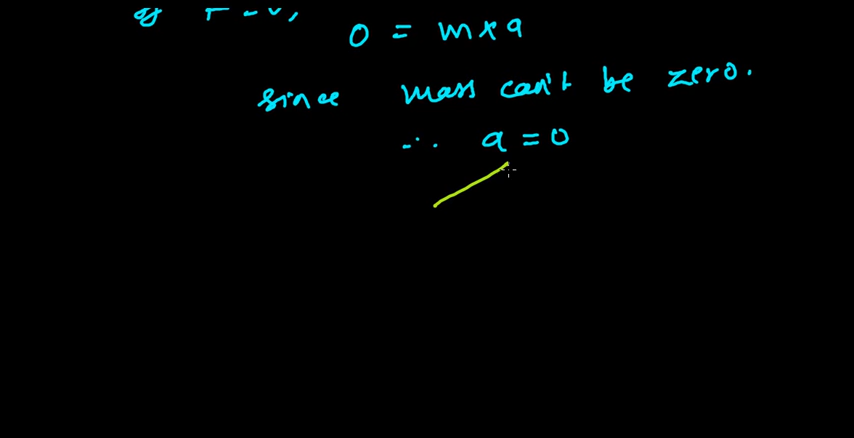 0 = m x a
since mass can't be zero.
∴ a = 0